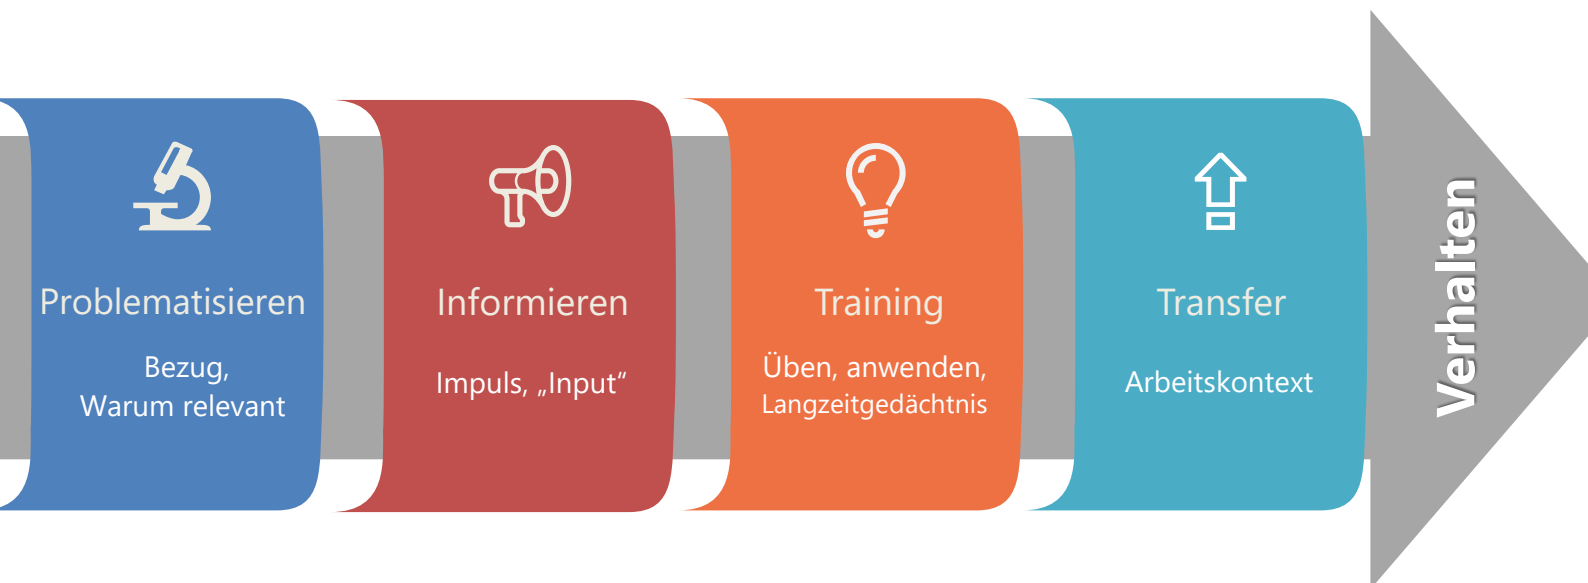 Problematisieren
Bezug,
Warum relevant
Informieren
Impuls, „Input“
Training
Üben, anwenden,
Langzeitgedächtnis
Transfer
Arbeitskontext
Verhalten